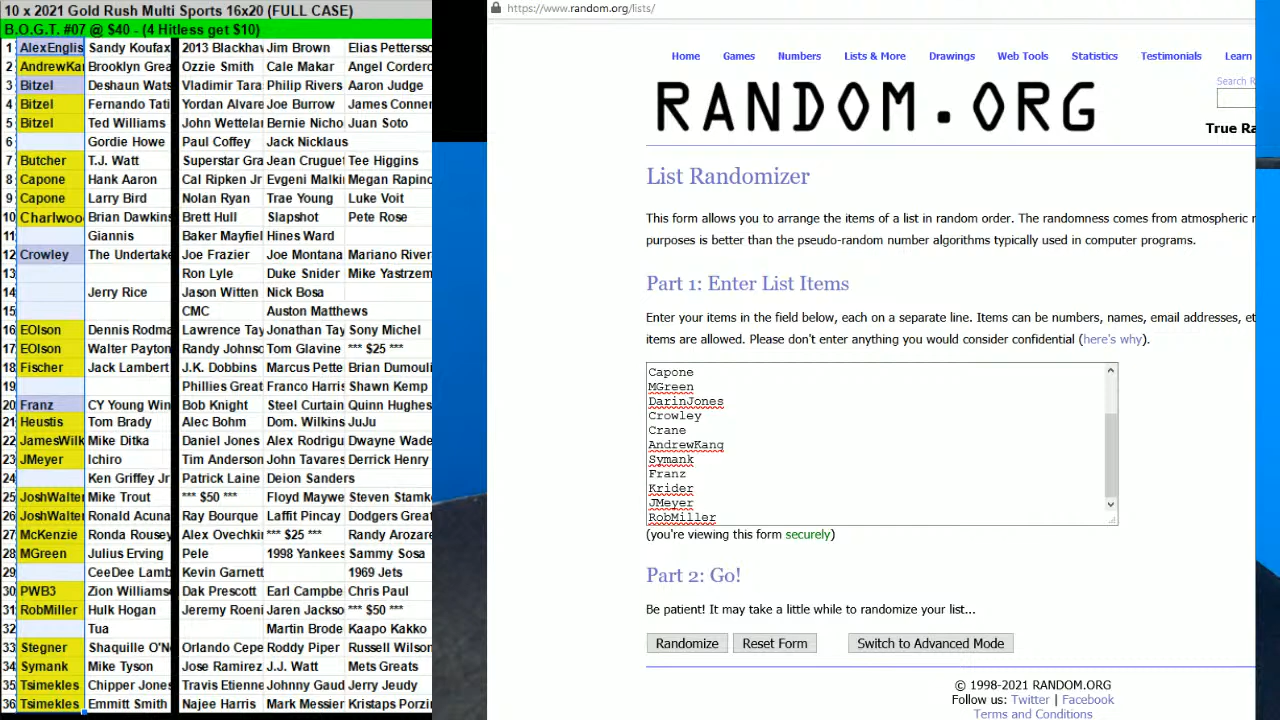 10 x 2021 Gold Rush Multi Sports 16x20 (FULL CASE)
B.O.G.T. #07 @ $40 - (4 Hitless get $10)
1 AlexEnglis Sandy Koufax 2013 Blackhav Jim Brown Elias Petterss
2 AndrewKar Brooklyn Grea Ozzie Smith Cale Makar Angel Cordero
3 Bitzel Deshaun Wats Vladimir Tara Philip Rivers Aaron Judge
4 Bitzel Fernando Tati Yordan Alvare Joe Burrow James Conner
5 Bitzel Ted Williams John Wettelan Bernie Nicho Juan Soto
6 Gordie Howe Paul Coffey Jack Nicklaus
7 Butcher T.J. Watt Superstar Gra Jean Cruguet Tee Higgins
8 Capone Hank Aaron Cal Ripken Jr Evgeni Malkin Megan Rapino
9 Capone Larry Bird Nolan Ryan Trae Young Luke Voit
10 Charlwoo Brian Dawkins Brett Hull Slapshot Pete Rose
11 Giannis Baker Mayfiel Hines Ward
12 Crowley The Undertake Joe Frazier Joe Montana Mariano River
13 Ron Lyle Duke Snider Mike Yastrzem
14 Jerry Rice Jason Witten Nick Bosa
15 CMC Auston Matthews
16 EOlson Dennis Rodma Lawrence Tay Jonathan Tay Sony Michel
17 EOlson Walter Payton Randy Johnso Tom Glavine *** $25 ***
18 Fischer Jack Lambert J.K. Dobbins Marcus Pette Brian Dumouli
19 Phillies Great Franco Harris Shawn Kemp
20 Franz CY Young Win Bob Knight Steel Curtain Quinn Hughes
21 Heustis Tom Brady Alec Bohm Dom. Wilkins JuJu
22 JamesWilk Mike Ditka Daniel Jones Alex Rodrigu Dwayne Wade
23 JMeyer Ichiro Tim Anderson John Tavares Derrick Henry
24 Ken Griffey Jr Patrick Laine Deion Sanders
25 JoshWalter Mike Trout *** $50 *** Floyd Maywe Steven Stamk
26 JoshWalter Ronald Acuna Ray Bourque Laffit Pincay Dodgers Great
27 McKenzie Ronda Rousey Alex Ovechkin *** $25 *** Randy Arozare
28 MGreen Julius Erving Pele 1998 Yankees Sammy Sosa
29 CeeDee Lamb Kevin Garnett 1969 Jets
30 PWB3 Zion Williams Dak Prescott Earl Campbe Chris Paul
31 RobMiller Hulk Hogan Jeremy Roeni Jaren Jackso *** $50 ***
32 Tua Martin Brode Kaapo Kakko
33 Stegner Shaquille O'N Orlando Cepe Roddy Piper Russell Wilson
34 Symank Mike Tyson Jose Ramirez J.J. Watt Mets Greats
35 Tsimekles Chipper Jones Travis Etienne Johnny Gaud Jerry Jeudy
36 Tsimekles Emmitt Smith Najee Harris Mark Messier Kristaps Porzin
https://www.random.org/lists/
Home Games Numbers Lists & More Drawings Web Tools Statistics Testimonials Learn
Search R
RANDOM.ORG
True Ra
List Randomizer
This form allows you to arrange the items of a list in random order. The randomness comes from atmospheric n
purposes is better than the pseudo-random number algorithms typically used in computer programs.
Part 1: Enter List Items
Enter your items in the field below, each on a separate line. Items can be numbers, names, email addresses, et
items are allowed. Please don't enter anything you would consider confidential (here's why).
Capone
MGreen
DarinJones
Crowley
Crane
AndrewKang
Symank
Franz
Krider
JMeyer
RobMiller
(you're viewing this form securely)
Part 2: Go!
Be patient! It may take a little while to randomize your list...
Randomize Reset Form Switch to Advanced Mode
© 1998-2021 RANDOM.ORG
Follow us: Twitter | Facebook
Terms and Conditions